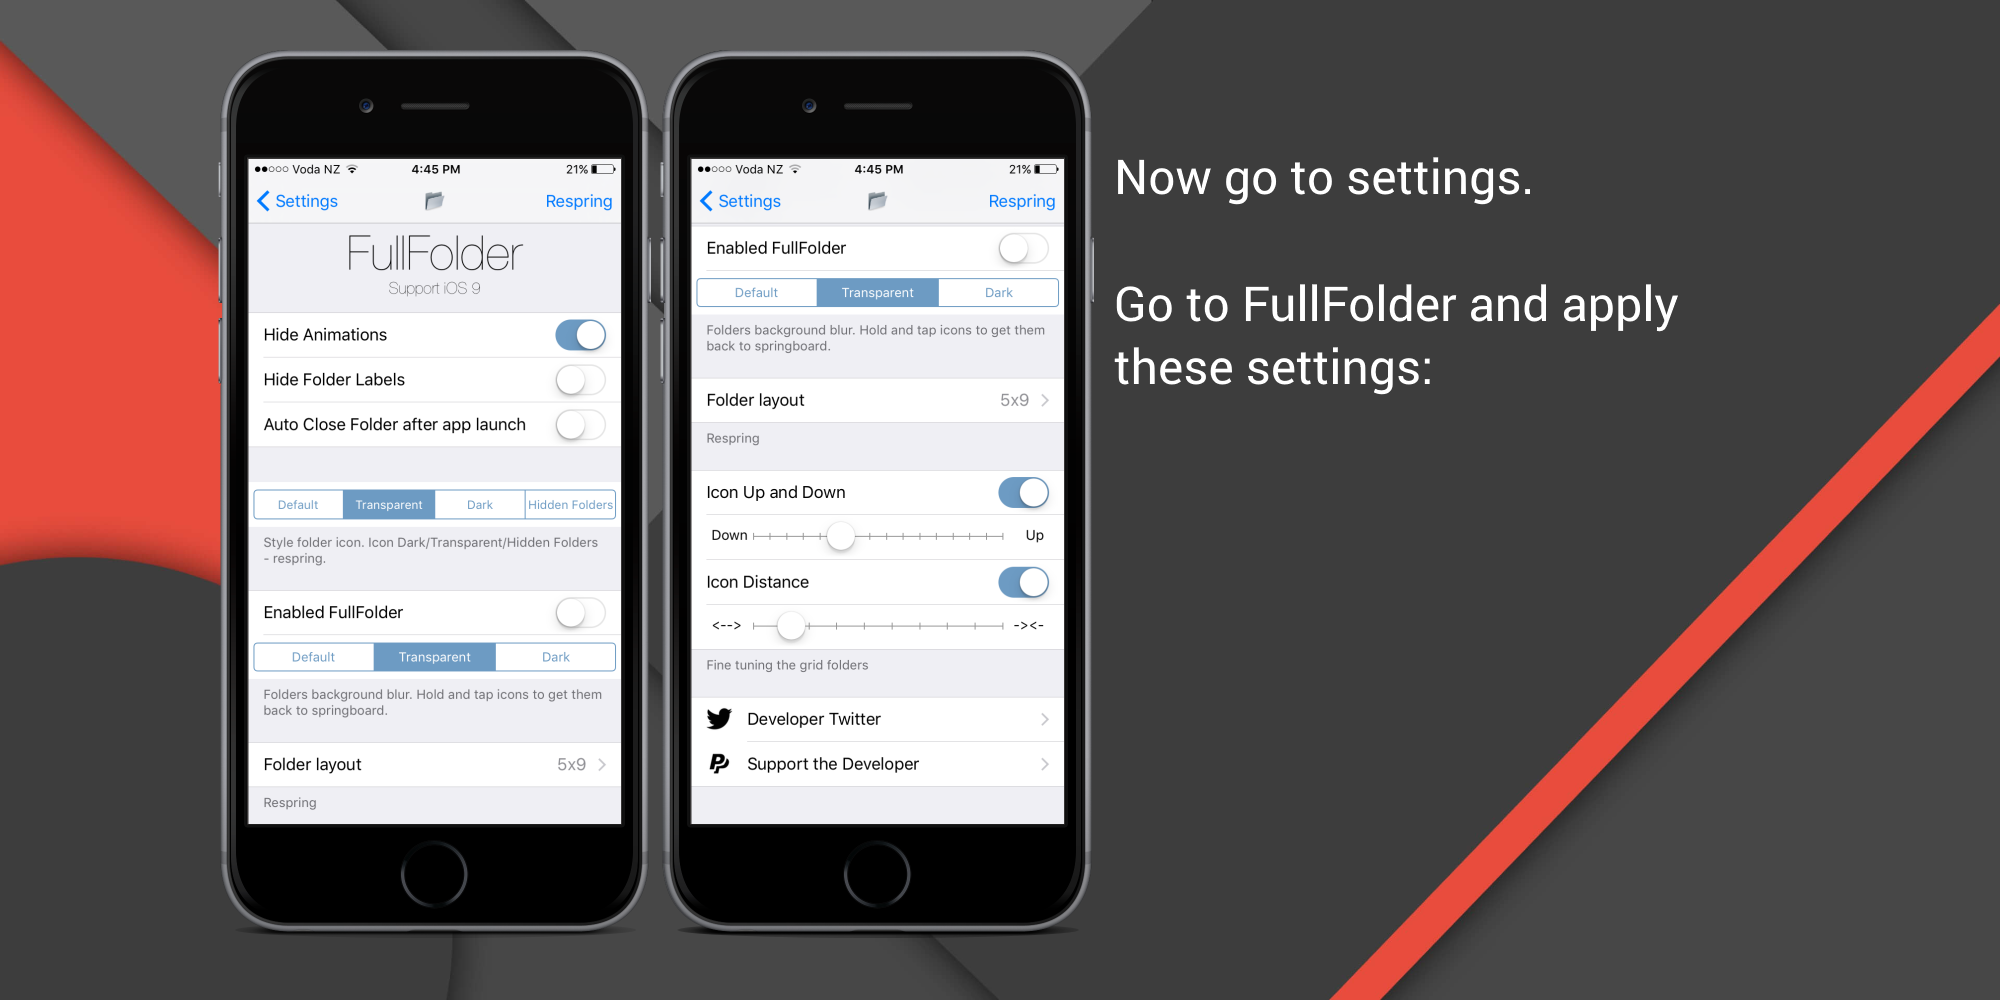 Voda NZ 4:45 PM 21%
Settings Respring
FullFolder
Support iOS 9
Hide Animations
Hide Folder Labels
Auto Close Folder after app launch
Default Transparent Dark Hidden Folders
Style folder icon. Icon Dark/Transparent/Hidden Folders
- respring.
Enabled FullFolder
Default Transparent Dark
Folders background blur. Hold and tap icons to get them
back to springboard.
Folder layout 5x9
Respring
Voda NZ 4:45 PM 21%
Settings Respring
Enabled FullFolder
Default Transparent Dark
Folders background blur. Hold and tap icons to get them
back to springboard.
Folder layout 5x9
Respring
Icon Up and Down
Down Up
Icon Distance
<--> -><-
Fine tuning the grid folders
Developer Twitter
Support the Developer
Now go to settings.
Go to FullFolder and apply
these settings: